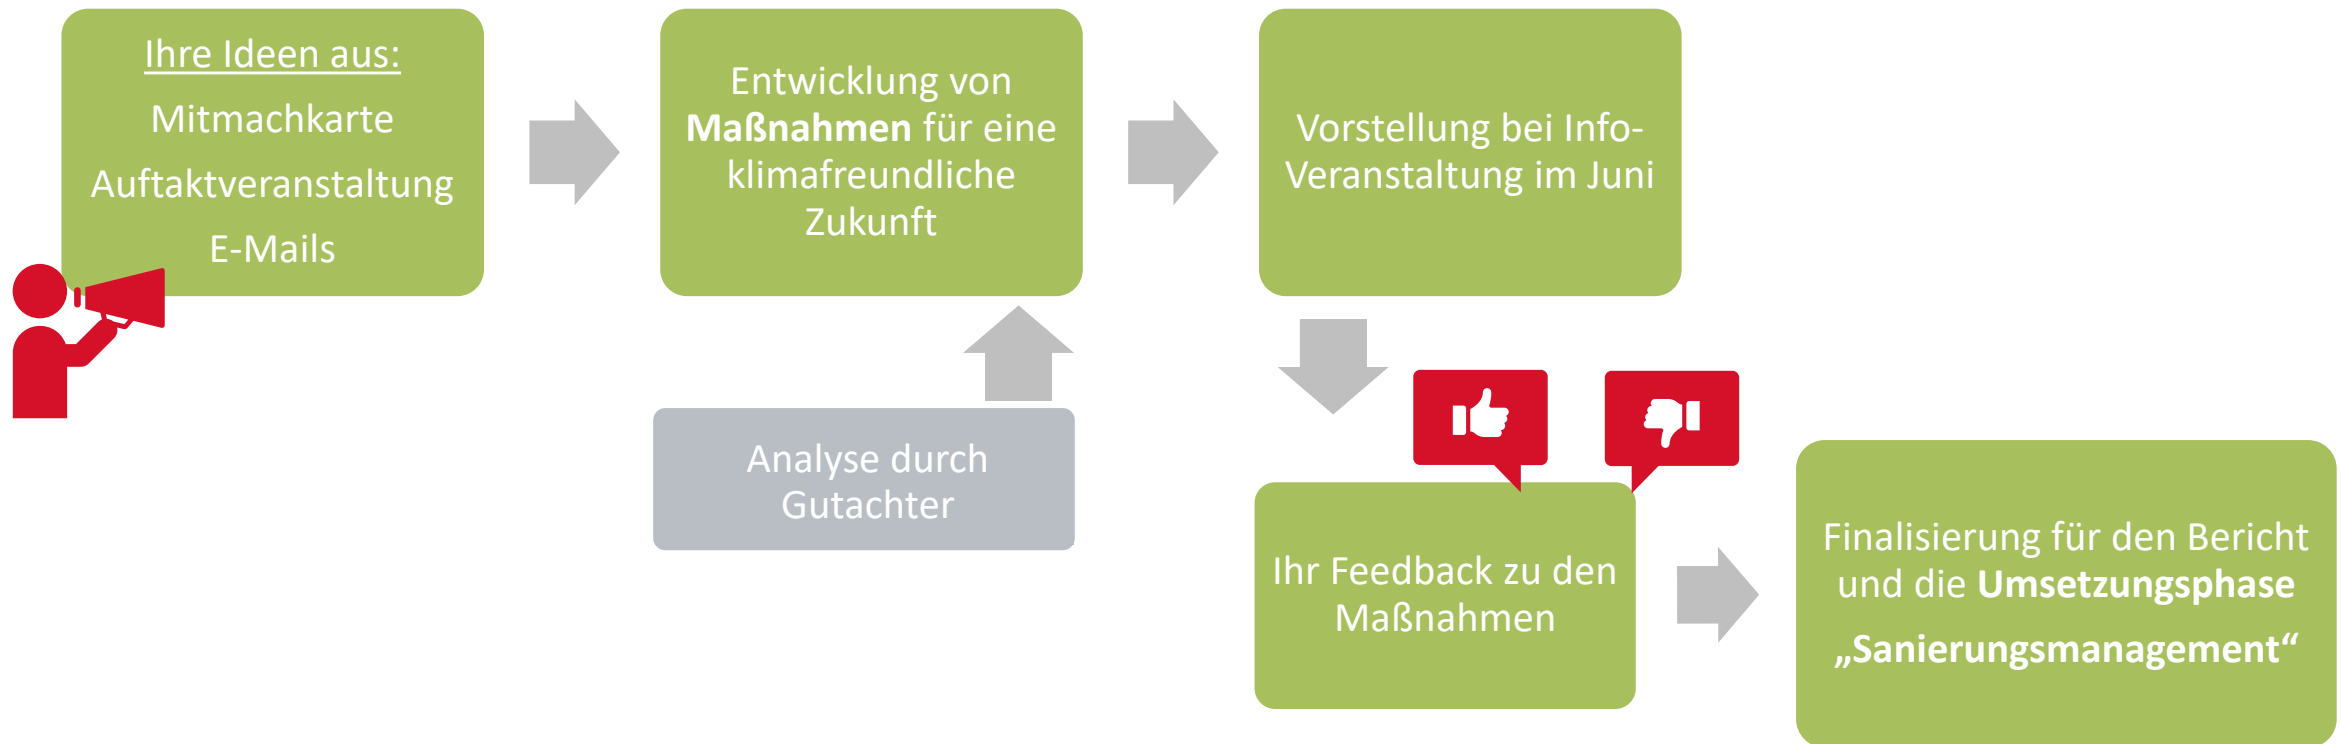 Ihre Ideen aus:
Mitmachkarte
Auftaktveranstaltung
E-Mails
Entwicklung von
Maßnahmen für eine
klimafreundliche
Zukunft
Vorstellung bei Info-
Veranstaltung im Juni
Analyse durch
Gutachter
Ihr Feedback zu den
Maßnahmen
Finalisierung für den Bericht
und die Umsetzungsphase
„Sanierungsmanagement“